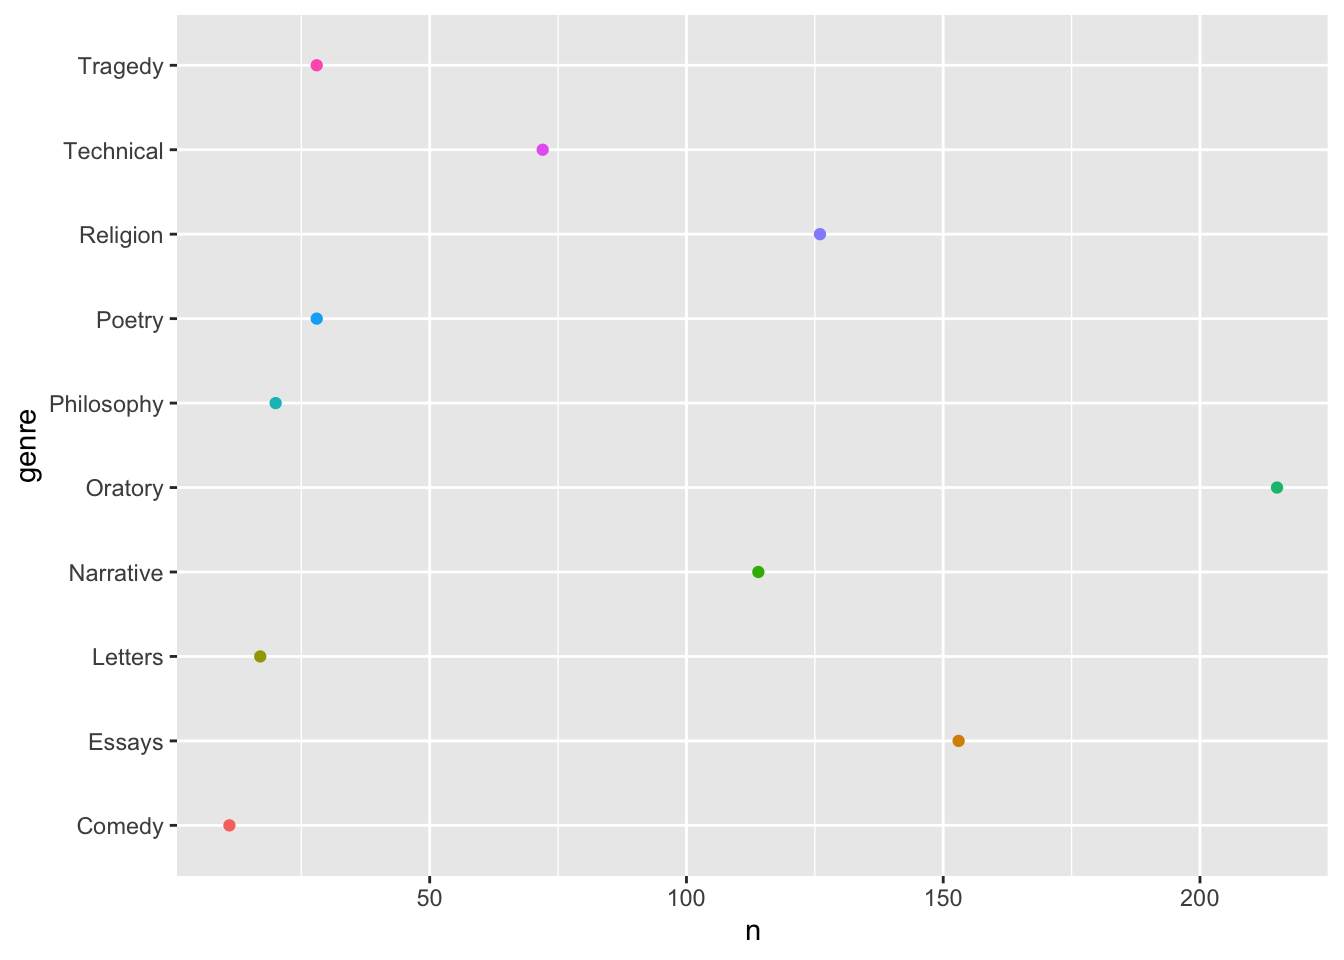 Tragedy
Technical
Religion
Poetry
Philosophy
Oratory
Narrative
Letters
Essays
Comedy
genre
50 100 150 200
n